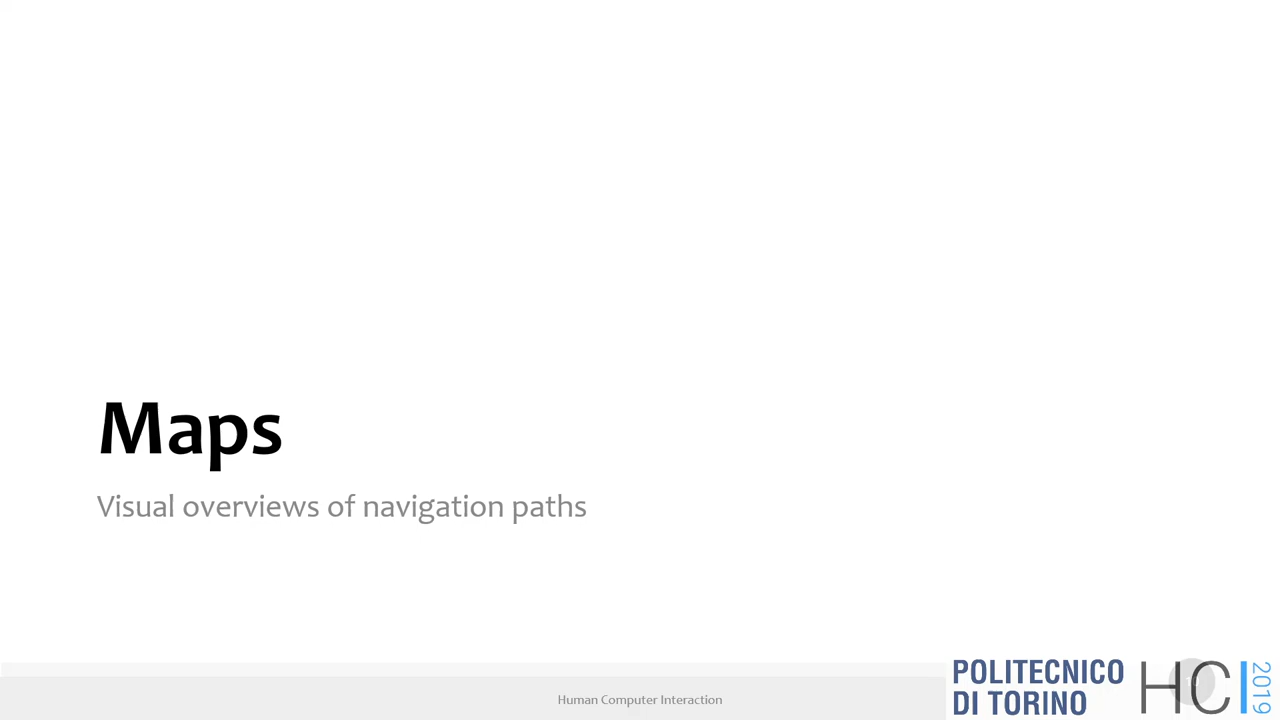 Maps
Visual overviews of navigation paths
Human Computer Interaction
POLITECNICO
DI TORINO
HCI
2019